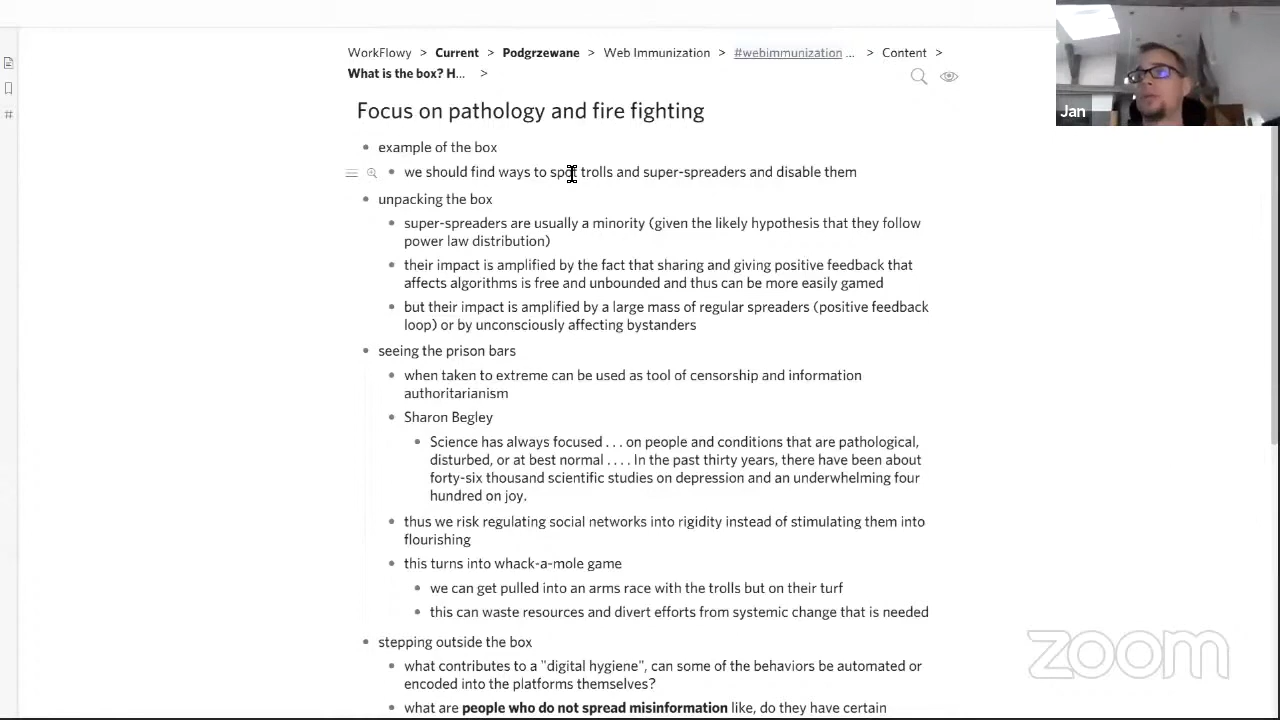 WorkFlowy > Current > Podgrzewane > Web Immunization > #webimmunization ... > Content >
What is the box? H... >
Jan
Focus on pathology and fire fighting
example of the box
we should find ways to spot trolls and super-spreaders and disable them
unpacking the box
super-spreaders are usually a minority (given the likely hypothesis that they follow
power law distribution)
their impact is amplified by the fact that sharing and giving positive feedback that
affects algorithms is free and unbounded and thus can be more easily gamed
but their impact is amplified by a large mass of regular spreaders (positive feedback
loop) or by unconsciously affecting bystanders
seeing the prison bars
when taken to extreme can be used as tool of censorship and information
authoritarianism
Sharon Begley
Science has always focused . . . on people and conditions that are pathological,
disturbed, or at best normal . . . . In the past thirty years, there have been about
forty-six thousand scientific studies on depression and an underwhelming four
hundred on joy.
thus we risk regulating social networks into rigidity instead of stimulating them into
flourishing
this turns into whack-a-mole game
we can get pulled into an arms race with the trolls but on their turf
this can waste resources and divert efforts from systemic change that is needed
stepping outside the box
what contributes to a "digital hygiene", can some of the behaviors be automated or
encoded into the platforms themselves?
what are people who do not spread misinformation like, do they have certain
zoom